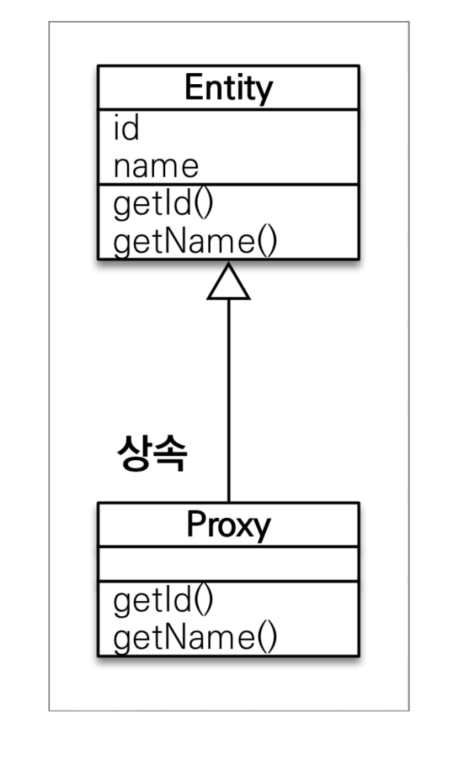 Entity
id
name
getId()
getName()
상속
Proxy
getId()
getName()